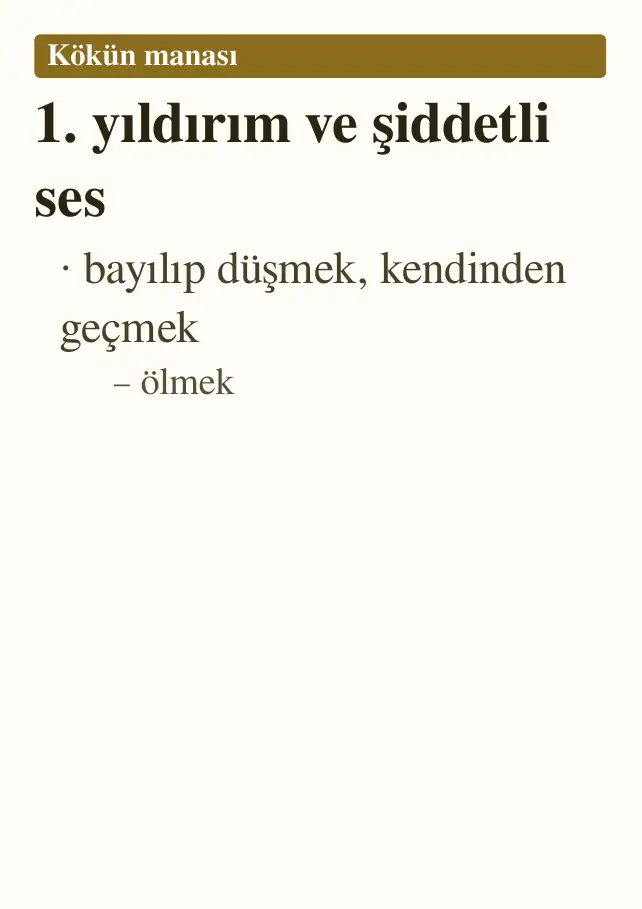 Kökün manası
1. yıldırım ve şiddetli
ses
· bayılıp düşmek, kendinden
geçmek
– ölmek